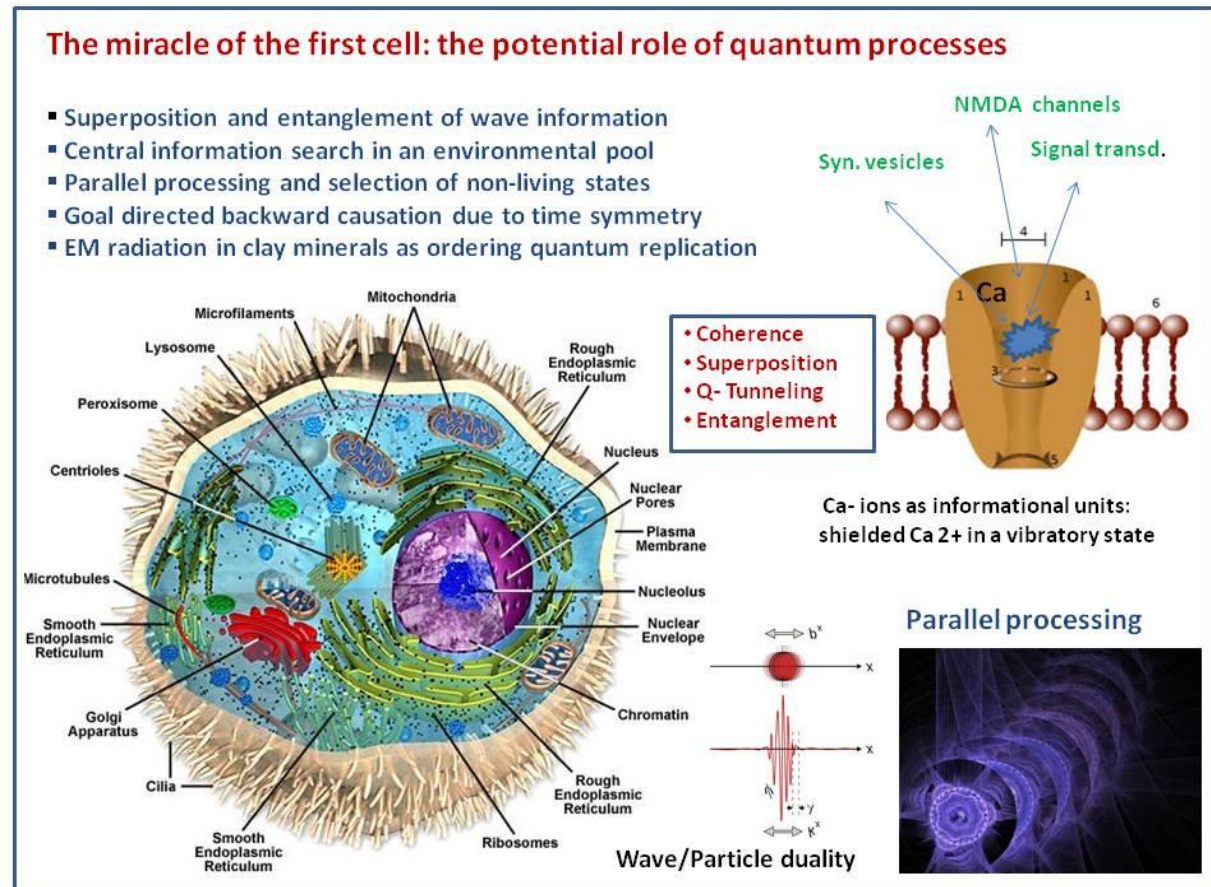 The miracle of the first cell: the potential role of quantum processes
▪ Superposition and entanglement of wave information
▪ Central information search in an environmental pool
▪ Parallel processing and selection of non-living states
▪ Goal directed backward causation due to time symmetry
▪ EM radiation in clay minerals as ordering quantum replication
NMDA channels
Syn. vesicles
Signal transd.
4
1
Ca
1
1
6
3
5
• Coherence
• Superposition
• Q- Tunneling
• Entanglement
Ca- ions as informational units:
shielded Ca 2+ in a vibratory state
Mitochondria
Microfilaments
Lysosome
Rough
Endoplasmic
Reticulum
Peroxisome
Centrioles
Nucleus
Nuclear
Pores
Plasma
Membrane
Microtubules
Nucleolus
Smooth
Endoplasmic
Reticulum
Nuclear
Envelope
Golgi
Apparatus
Chromatin
Cilia
Rough
Endoplasmic
Reticulum
Smooth
Endoplasmic
Reticulum
Ribosomes
b x
x
x
γ
K x
Wave/Particle duality
Parallel processing